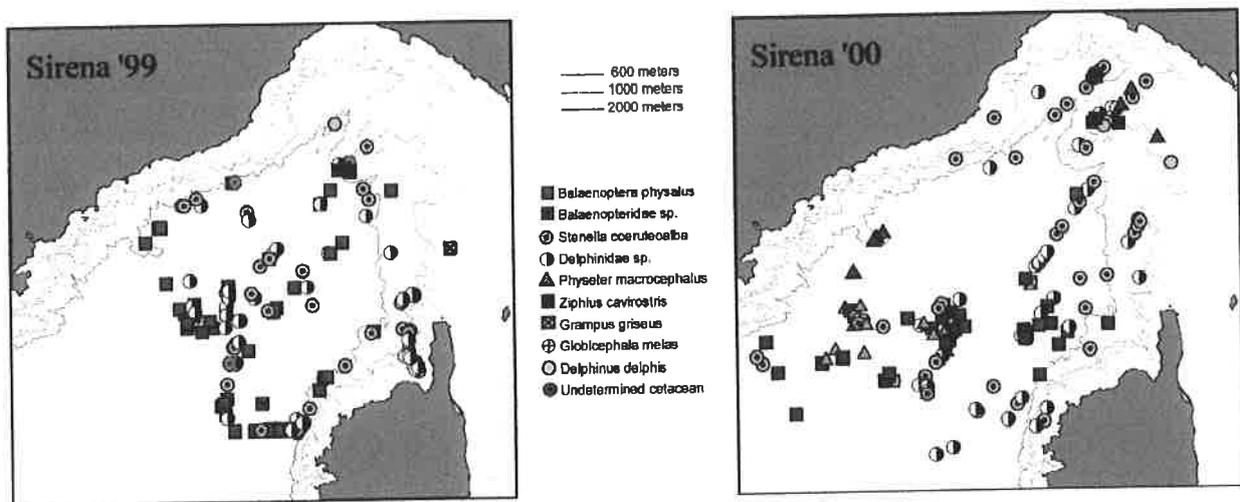 Sirena '99
600 meters
1000 meters
2000 meters
Balaenoptera physalus
Balaenopteridae sp.
Stenella coeruteoalba
Delphinidae sp.
Physeter macrocephalus
Ziphius cavirostris
Grampus griseus
Globicephala melas
Delphinus delphis
Undetermined cetacean
Sirena '00